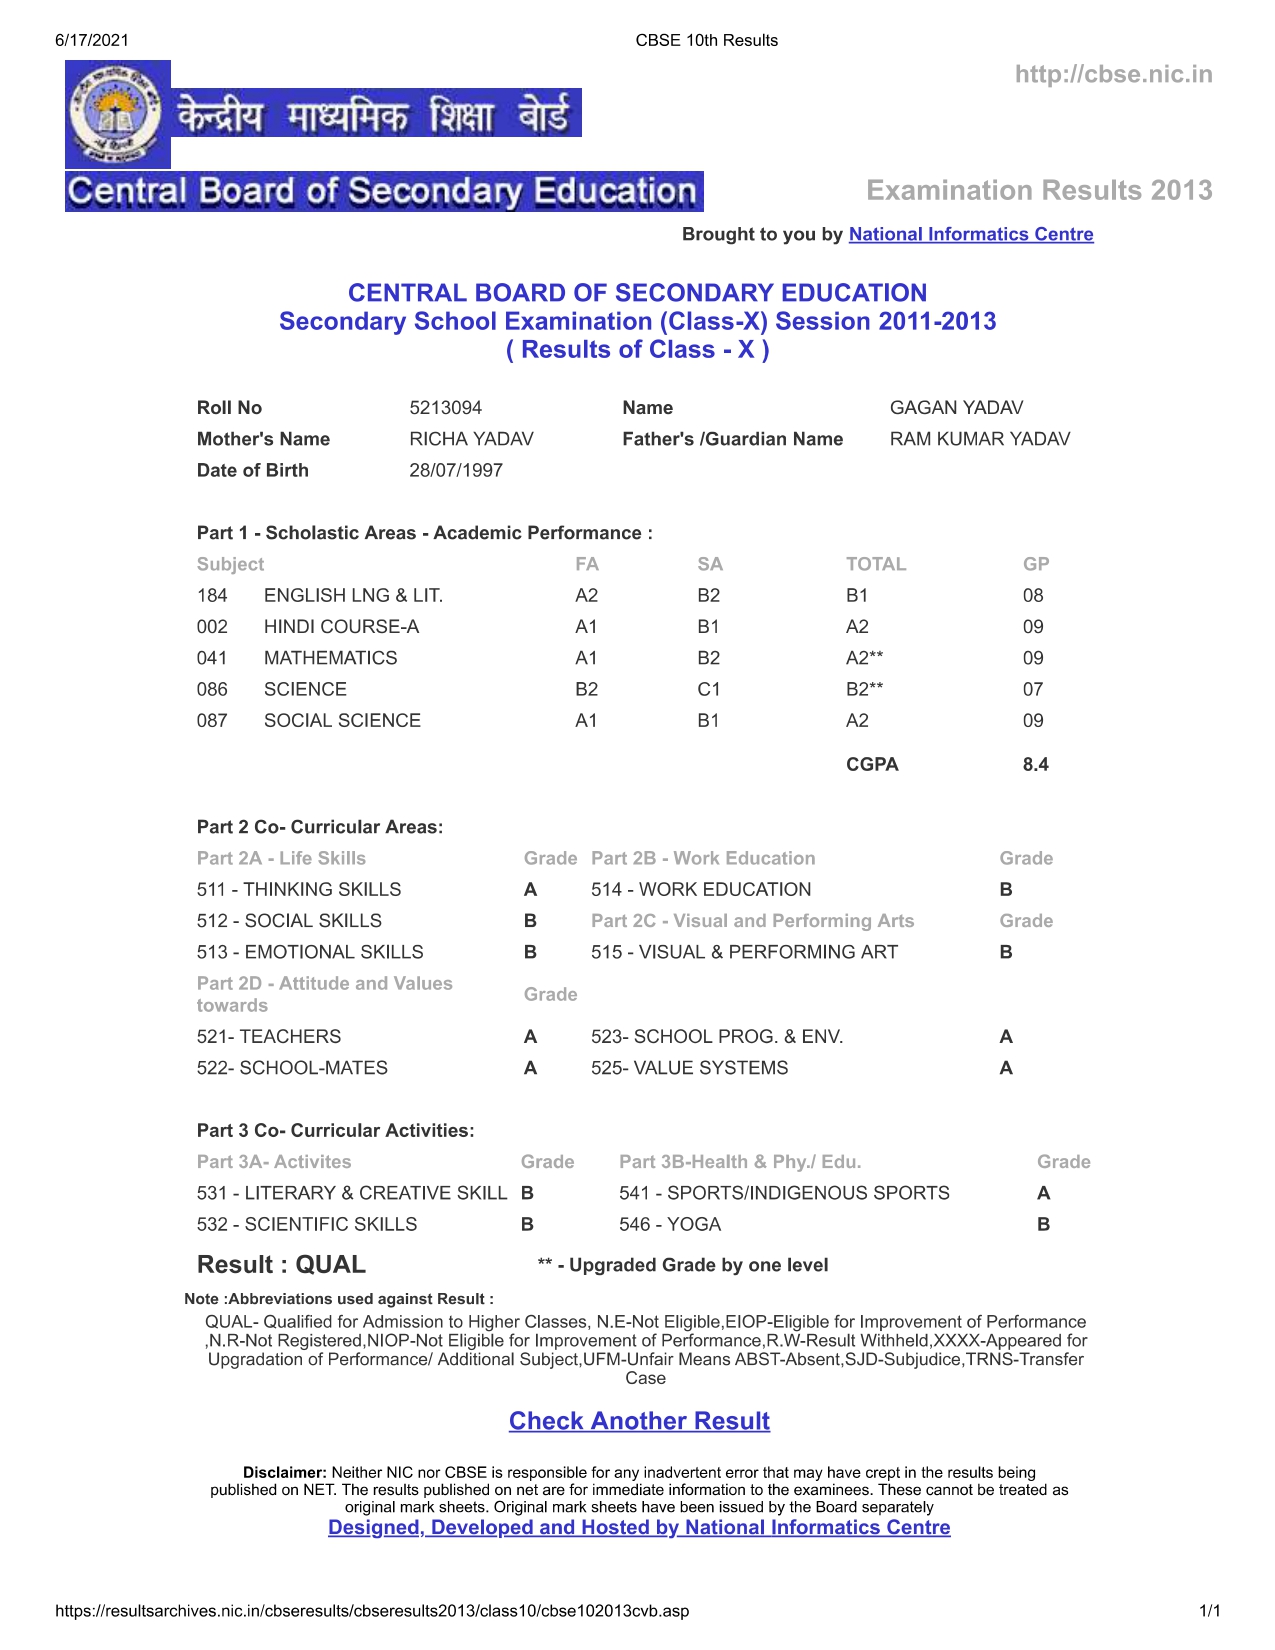 6/17/2021 CBSE 10th Results
http://cbse.nic.in
केन्द्रीय माध्यमिक शिक्षा बोर्ड
Central Board of Secondary Education Examination Results 2013
Brought to you by National Informatics Centre
CENTRAL BOARD OF SECONDARY EDUCATION
Secondary School Examination (Class-X) Session 2011-2013
( Results of Class - X )
Roll No 5213094 Name GAGAN YADAV
Mother's Name RICHA YADAV Father's /Guardian Name RAM KUMAR YADAV
Date of Birth 28/07/1997
Part 1 - Scholastic Areas - Academic Performance :
Subject FA SA TOTAL GP
184 ENGLISH LNG & LIT. A2 B2 B1 08
002 HINDI COURSE-A A1 B1 A2 09
041 MATHEMATICS A1 B2 A2** 09
086 SCIENCE B2 C1 B2** 07
087 SOCIAL SCIENCE A1 B1 A2 09
CGPA 8.4
Part 2 Co- Curricular Areas:
Part 2A - Life Skills Grade Part 2B - Work Education Grade
511 - THINKING SKILLS A 514 - WORK EDUCATION B
512 - SOCIAL SKILLS B Part 2C - Visual and Performing Arts Grade
513 - EMOTIONAL SKILLS B 515 - VISUAL & PERFORMING ART B
Part 2D - Attitude and Values
towards Grade
521- TEACHERS A 523- SCHOOL PROG. & ENV. A
522- SCHOOL-MATES A 525- VALUE SYSTEMS A
Part 3 Co- Curricular Activities:
Part 3A- Activites Grade Part 3B-Health & Phy./ Edu. Grade
531 - LITERARY & CREATIVE SKILL B 541 - SPORTS/INDIGENOUS SPORTS A
532 - SCIENTIFIC SKILLS B 546 - YOGA B
Result : QUAL ** - Upgraded Grade by one level
Note :Abbreviations used against Result :
QUAL- Qualified for Admission to Higher Classes, N.E-Not Eligible,EIOP-Eligible for Improvement of Performance
,N.R-Not Registered,NIOP-Not Eligible for Improvement of Performance,R.W-Result Withheld,XXXX-Appeared for
Upgradation of Performance/ Additional Subject,UFM-Unfair Means ABST-Absent,SJD-Subjudice,TRNS-Transfer
Case
Check Another Result
Disclaimer: Neither NIC nor CBSE is responsible for any inadvertent error that may have crept in the results being
published on NET. The results published on net are for immediate information to the examinees. These cannot be treated as
original mark sheets. Original mark sheets have been issued by the Board separately
Designed, Developed and Hosted by National Informatics Centre
https://resultsarchives.nic.in/cbseresults/cbseresults2013/class10/cbse102013cvb.asp 1/1